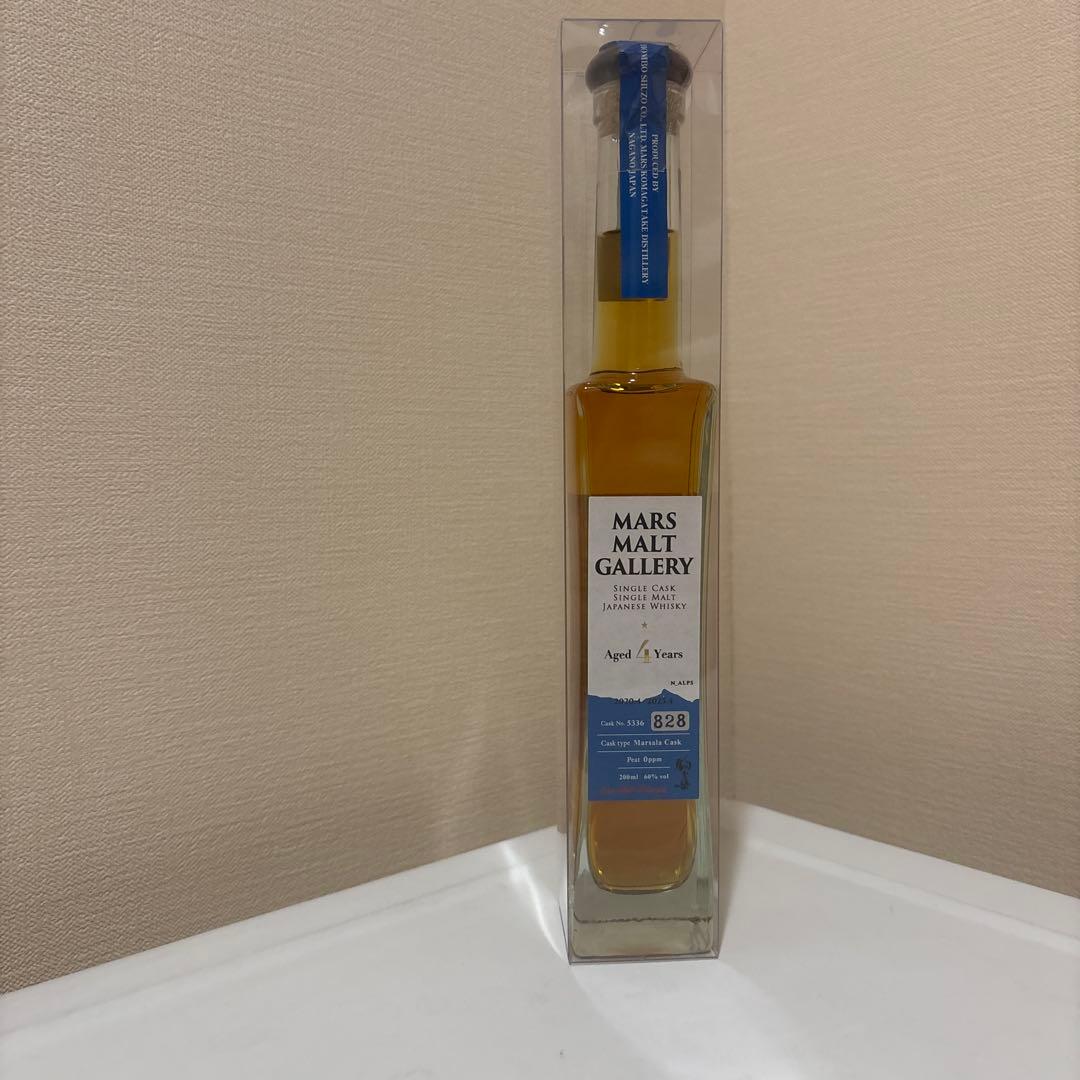 PRODUCED BY
HOMBO SHUZO CO., LTD. MARS KOMAGATAKE DISTILLERY
NAGANO JAPAN
MARS
MALT
GALLERY
SINGLE CASK
SINGLE MALT
JAPANESE WHISKY
Aged 4 Years
N_ALPS
Cask No. 5336 828
Cask type Marsala Cask
Peat 0ppm
200ml 60% vol